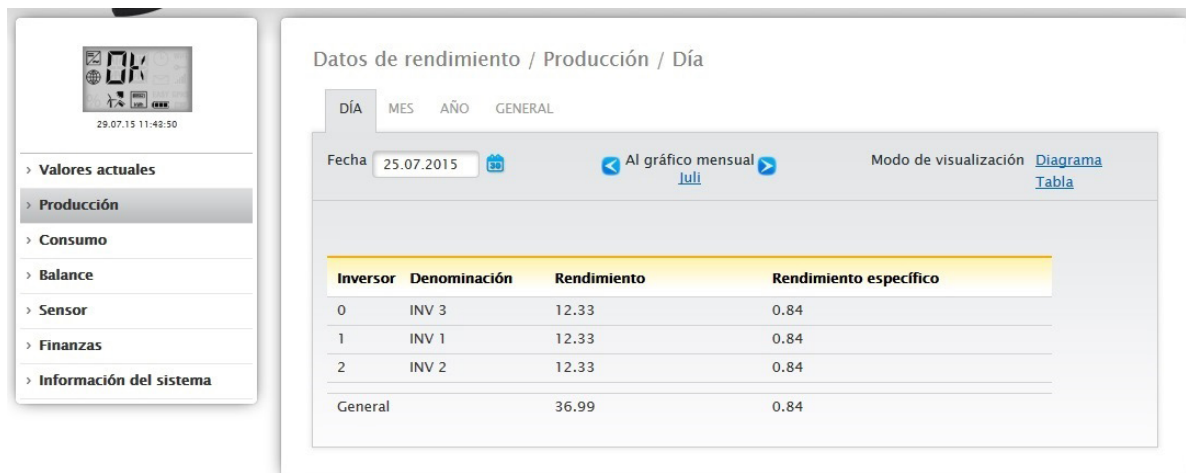 OK
29.07.15 11:43:50
› Valores actuales
› Producción
› Consumo
› Balance
› Sensor
› Finanzas
› Información del sistema
Datos de rendimiento / Producción / Día
DÍA MES AÑO GENERAL
Fecha 25.07.2015 30 Al gráfico mensual Modo de visualización Diagrama
Juli Tabla
Inversor Denominación Rendimiento Rendimiento específico
0 INV 3 12.33 0.84
1 INV 1 12.33 0.84
2 INV 2 12.33 0.84
General 36.99 0.84